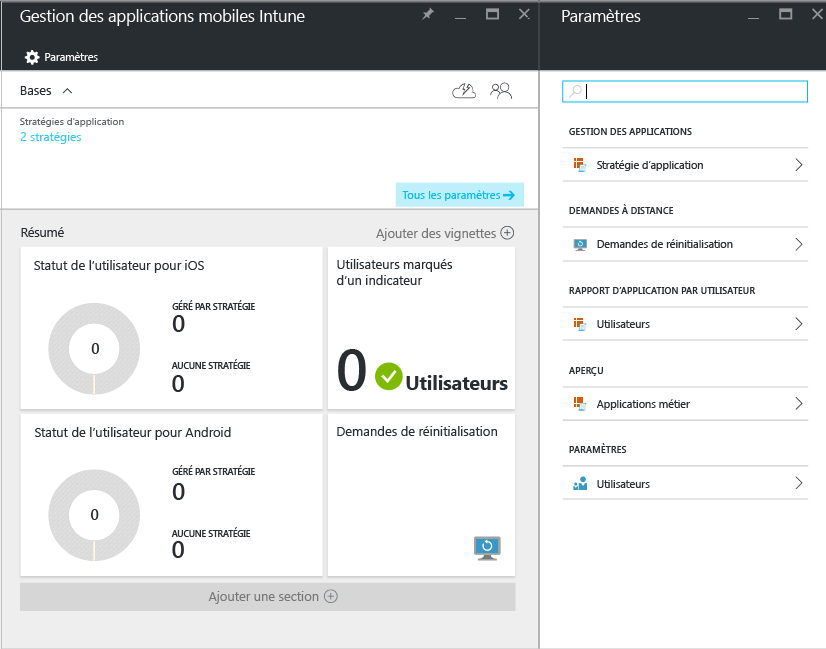 Gestion des applications mobiles Intune
Paramètres
Bases
Stratégies d'application
2 stratégies
Tous les paramètres
Résumé
Ajouter des vignettes
Statut de l'utilisateur pour iOS
0
GÉRÉ PAR STRATÉGIE
0
AUCUNE STRATÉGIE
0
Utilisateurs marqués
d'un indicateur
0 Utilisateurs
Statut de l'utilisateur pour Android
0
GÉRÉ PAR STRATÉGIE
0
AUCUNE STRATÉGIE
0
Demandes de réinitialisation
Ajouter une section
Paramètres
GESTION DES APPLICATIONS
Stratégie d'application
DEMANDES À DISTANCE
Demandes de réinitialisation
RAPPORT D'APPLICATION PAR UTILISATEUR
Utilisateurs
APERÇU
Applications métier
PARAMÈTRES
Utilisateurs